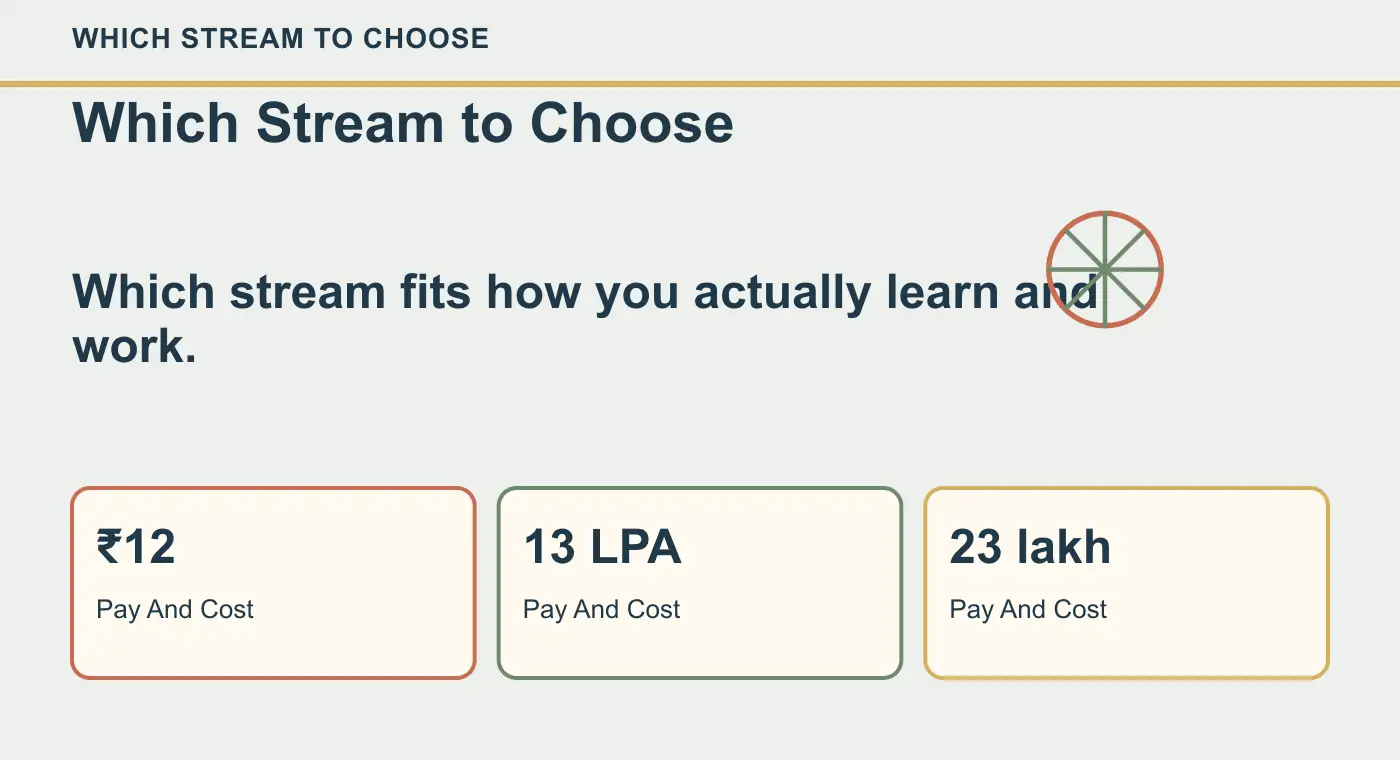 WHICH STREAM TO CHOOSE
Which Stream to Choose
Which stream fits how you actually learn and
work.
₹12
Pay And Cost
13 LPA
Pay And Cost
23 lakh
Pay And Cost